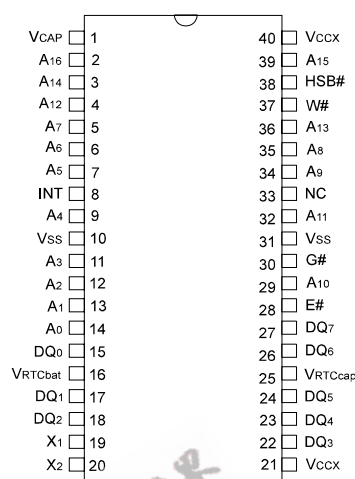 VCAP 1 40 VCCX
A16 2 39 A15
A14 3 38 HSB#
A12 4 37 W#
A7 5 36 A13
A6 6 35 A8
A5 7 34 A9
INT 8 33 NC
A4 9 32 A11
VSS 10 31 VSS
A3 11 30 G#
A2 12 29 A10
A1 13 28 E#
A0 14 27 DQ7
DQ0 15 26 DQ6
VRTCbat 16 25 VRTCcap
DQ1 17 24 DQ5
DQ2 18 23 DQ4
X1 19 22 DQ3
X2 20 21 VCCX